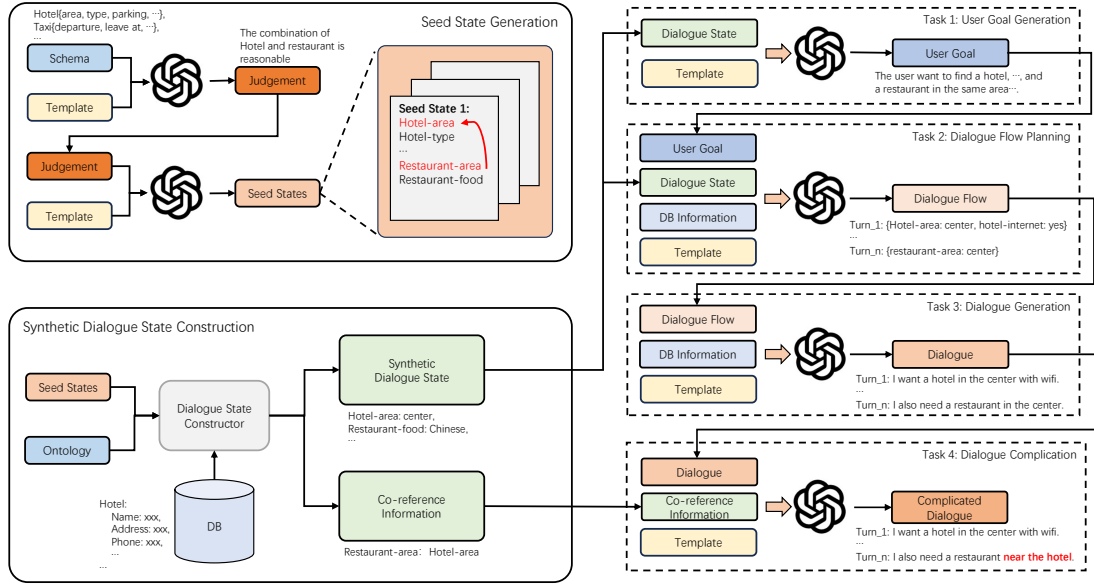 Seed State Generation
Hotel{area, type, parking, ···},
Taxi{departure, leave at, ···},
...
Schema
Template
The combination of
Hotel and restaurant is
reasonable
Judgement
Judgement
Template
Seed States
Seed State 1:
Hotel-area
Hotel-type
...
Restaurant-area
Restaurant-food
Synthetic Dialogue State Construction
Seed States
Ontology
Dialogue State
Constructor
Hotel:
Name: xxx,
Address: xxx,
Phone: xxx,
...
...
DB
Synthetic
Dialogue State
Hotel-area: center,
Restaurant-food: Chinese,
...
Co-reference
Information
Restaurant-area: Hotel-area
Task 1: User Goal Generation
Dialogue State
Template
User Goal
The user want to find a hotel, ···, and
a restaurant in the same area···.
Task 2: Dialogue Flow Planning
User Goal
Dialogue State
DB Information
Template
Dialogue Flow
Turn_1: {Hotel-area: center, hotel-internet: yes}
...
Turn_n: {restaurant-area: center}
Task 3: Dialogue Generation
Dialogue Flow
DB Information
Template
Dialogue
Turn_1: I want a hotel in the center with wifi.
...
Turn_n: I also need a restaurant in the center.
Task 4: Dialogue Complication
Dialogue
Co-reference
Information
Template
Complicated
Dialogue
Turn_1: I want a hotel in the center with wifi.
...
Turn_n: I also need a restaurant near the hotel.